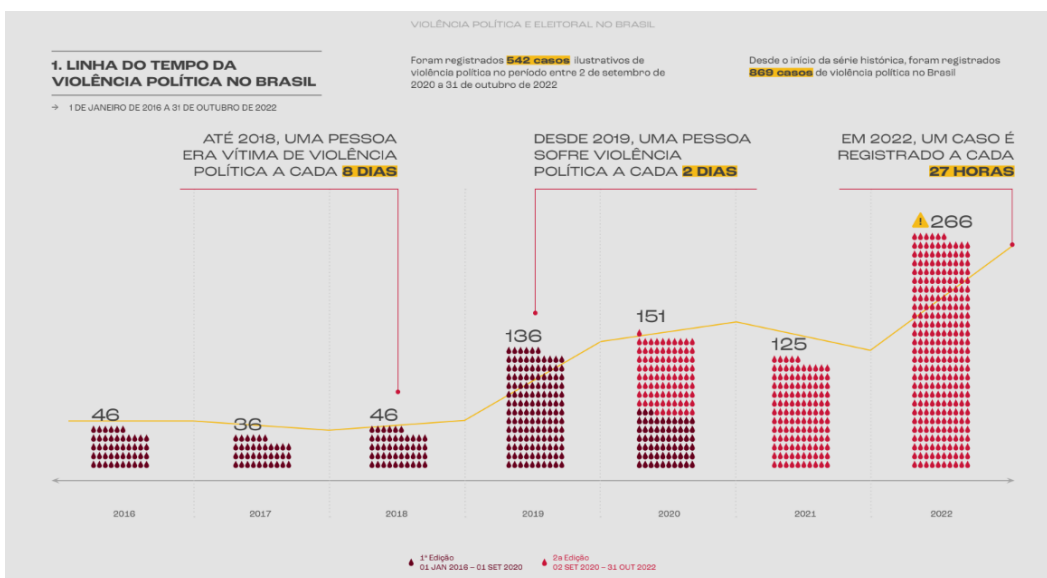 VIOLÊNCIA POLÍTICA E ELEITORAL NO BRASIL
1. LINHA DO TEMPO DA
VIOLÊNCIA POLÍTICA NO BRASIL
→ 1 DE JANEIRO DE 2016 A 31 DE OUTUBRO DE 2022
Foram registrados 542 casos ilustrativos de
violência política no período entre 2 de setembro de
2020 a 31 de outubro de 2022
Desde o início da série histórica, foram registrados
869 casos de violência política no Brasil
ATÉ 2018, UMA PESSOA
ERA VÍTIMA DE VIOLÊNCIA
POLÍTICA A CADA 8 DIAS
DESDE 2019, UMA PESSOA
SOFRE VIOLÊNCIA
POLÍTICA A CADA 2 DIAS
EM 2022, UM CASO É
REGISTRADO A CADA
27 HORAS
46
36
46
136
151
125
! 266
2016
2017
2018
2019
2020
2021
2022
1ª Edição
01 JAN 2016 – 01 SET 2020
2a Edição
02 SET 2020 – 31 OUT 2022